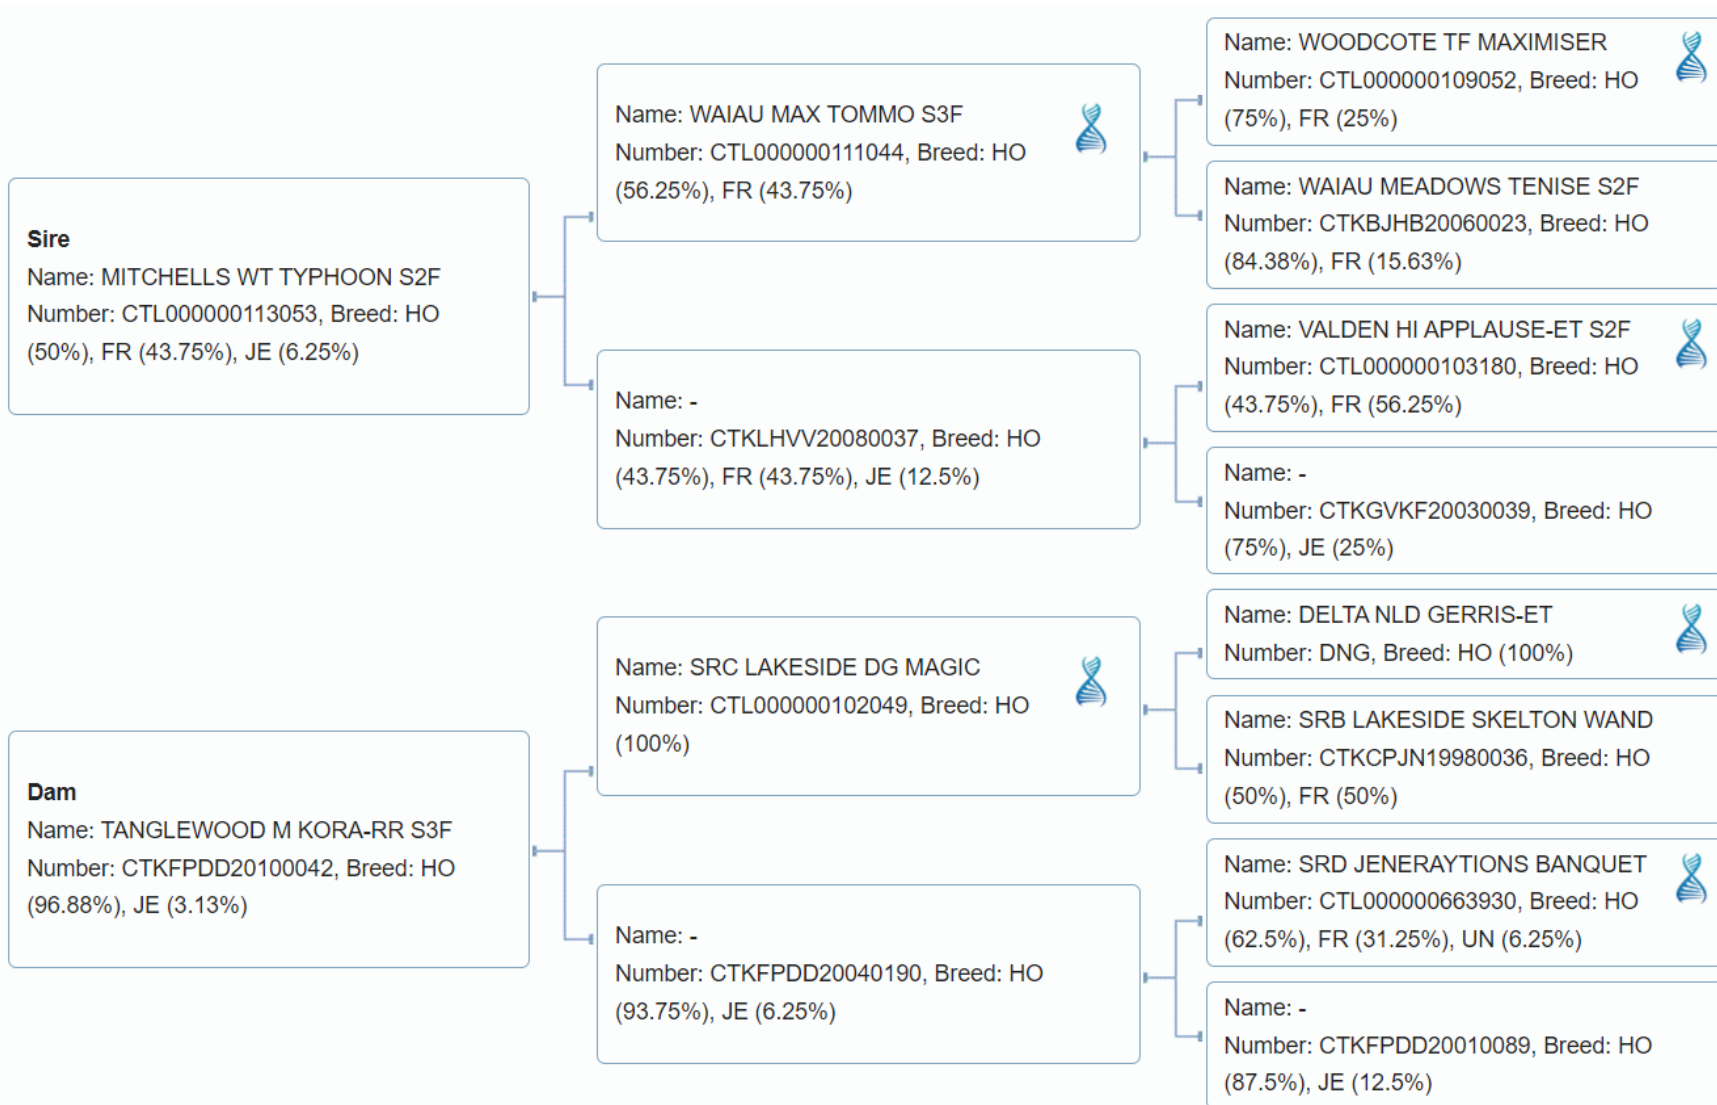 Sire
Name: MITCHELLS WT TYPHOON S2F
Number: CTL000000113053, Breed: HO
(50%), FR (43.75%), JE (6.25%)
Dam
Name: TANGLEWOOD M KORA-RR S3F
Number: CTKFPDD20100042, Breed: HO
(96.88%), JE (3.13%)
Name: WAIAU MAX TOMMO S3F
Number: CTL000000111044, Breed: HO
(56.25%), FR (43.75%)
Name: -
Number: CTKLHVV20080037, Breed: HO
(43.75%), FR (43.75%), JE (12.5%)
Name: SRC LAKESIDE DG MAGIC
Number: CTL000000102049, Breed: HO
(100%)
Name: -
Number: CTKFPDD20040190, Breed: HO
(93.75%), JE (6.25%)
Name: WOODCOTE TF MAXIMISER
Number: CTL000000109052, Breed: HO
(75%), FR (25%)
Name: WAIAU MEADOWS TENISE S2F
Number: CTKBJHB20060023, Breed: HO
(84.38%), FR (15.63%)
Name: VALDEN HI APPLAUSE-ET S2F
Number: CTL000000103180, Breed: HO
(43.75%), FR (56.25%)
Name: -
Number: CTKGVKF20030039, Breed: HO
(75%), JE (25%)
Name: DELTA NLD GERRIS-ET
Number: DNG, Breed: HO (100%)
Name: SRB LAKESIDE SKELTON WAND
Number: CTKCPJN19980036, Breed: HO
(50%), FR (50%)
Name: SRD JENERAYTIONS BANQUET
Number: CTL000000663930, Breed: HO
(62.5%), FR (31.25%), UN (6.25%)
Name: -
Number: CTKFPDD20010089, Breed: HO
(87.5%), JE (12.5%)